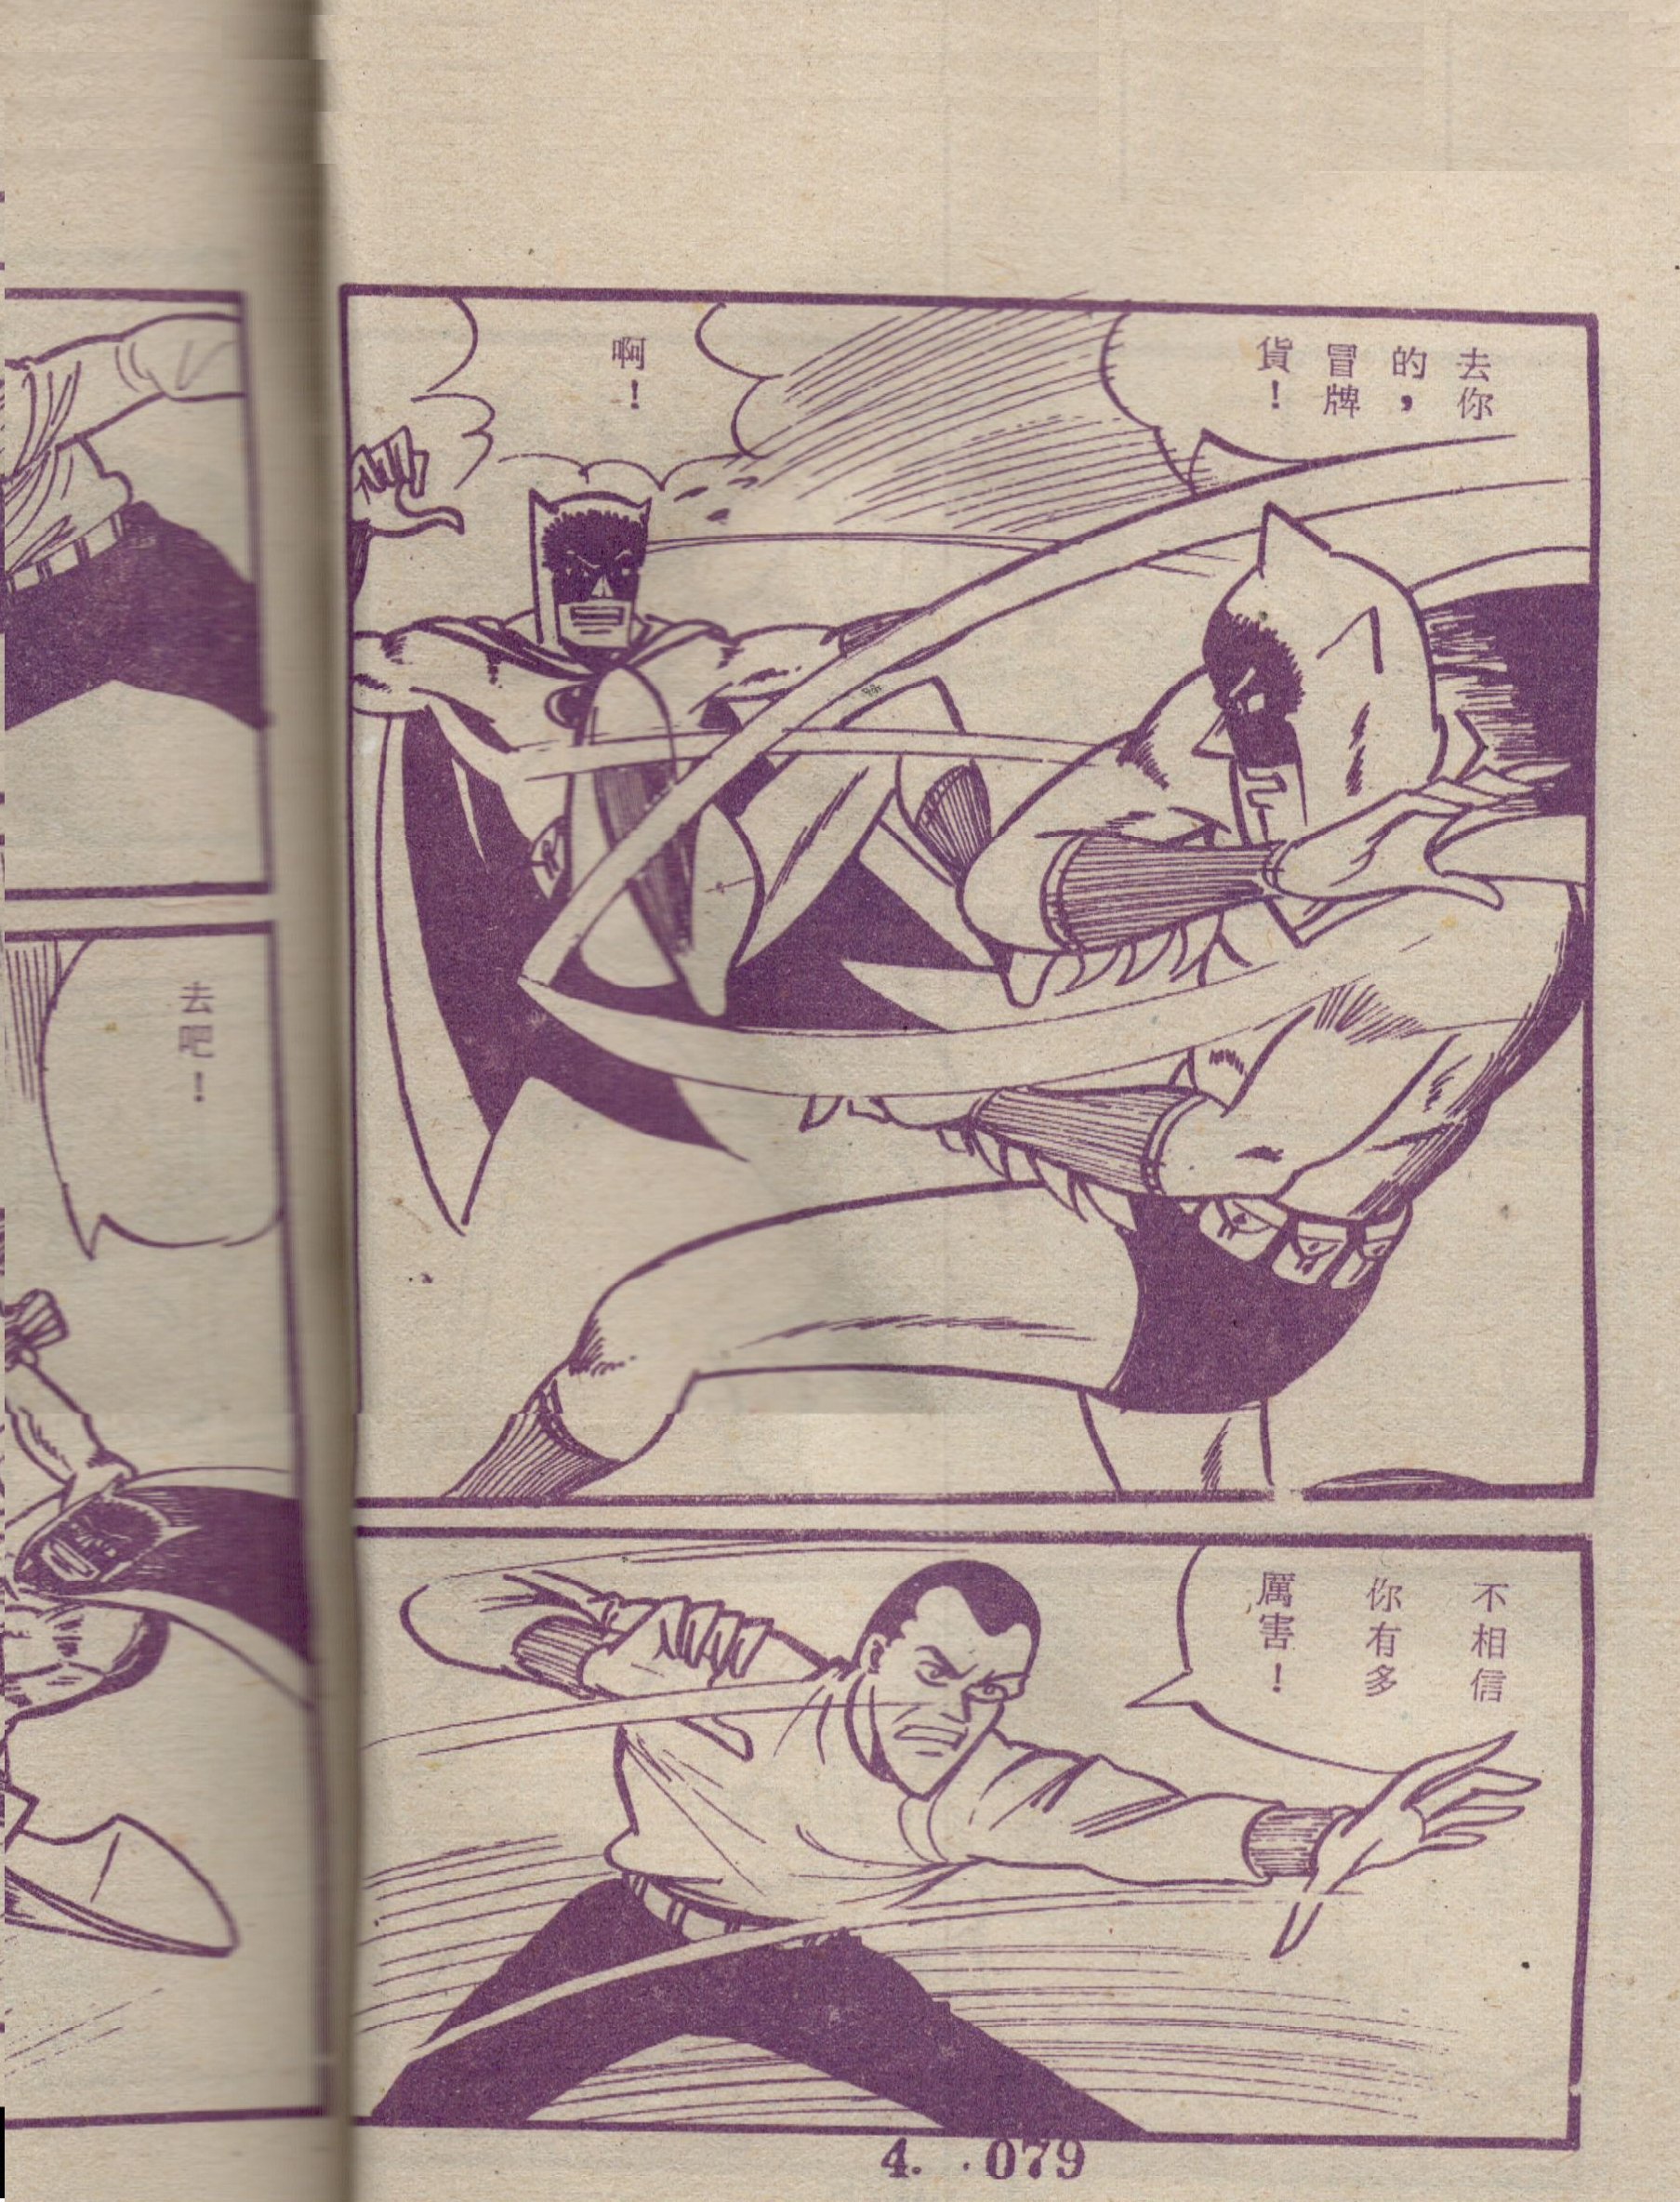 去你
的，
冒牌
貨！
啊！
不相信
你有多
厲害！
去吧！
4. .079